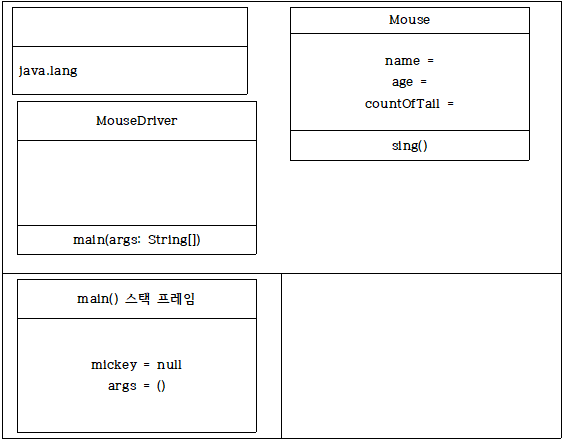 java.lang
MouseDriver
main(args: String[])
Mouse
name =
age =
countOfTail =
sing()
main() 스택 프레임
mickey = null
args = ()